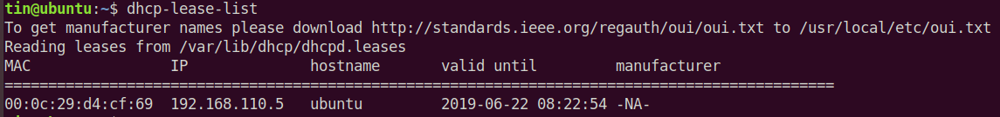 tin@ubuntu:~$ dhcp-lease-list
To get manufacturer names please download http://standards.ieee.org/regauth/oui/oui.txt to /usr/local/etc/oui.txt
Reading leases from /var/lib/dhcp/dhcpd.leases
MAC                IP              hostname       valid until         manufacturer
===============================================================================================
00:0c:29:d4:cf:69  192.168.110.5   ubuntu         2019-06-22 08:22:54 -NA-